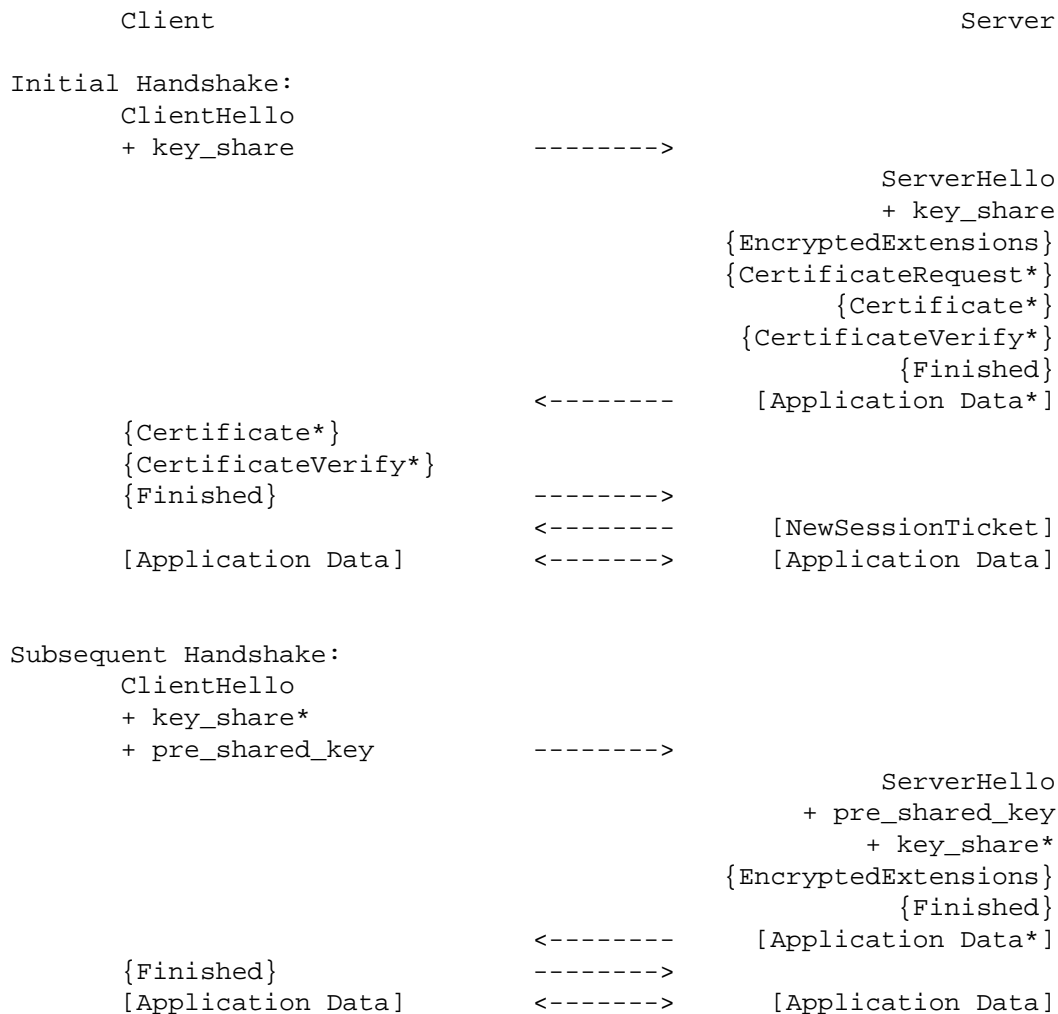 Client Server
Initial Handshake:
ClientHello
+ key_share -------->
ServerHello
+ key_share
{EncryptedExtensions}
{CertificateRequest*}
{Certificate*}
{CertificateVerify*}
{Finished}
<-------- [Application Data*]
{Certificate*}
{CertificateVerify*}
{Finished} -------->
<-------- [NewSessionTicket]
[Application Data] <-------> [Application Data]
Subsequent Handshake:
ClientHello
+ key_share*
+ pre_shared_key -------->
ServerHello
+ pre_shared_key
+ key_share*
{EncryptedExtensions}
{Finished}
<-------- [Application Data*]
{Finished} -------->
[Application Data] <-------> [Application Data]